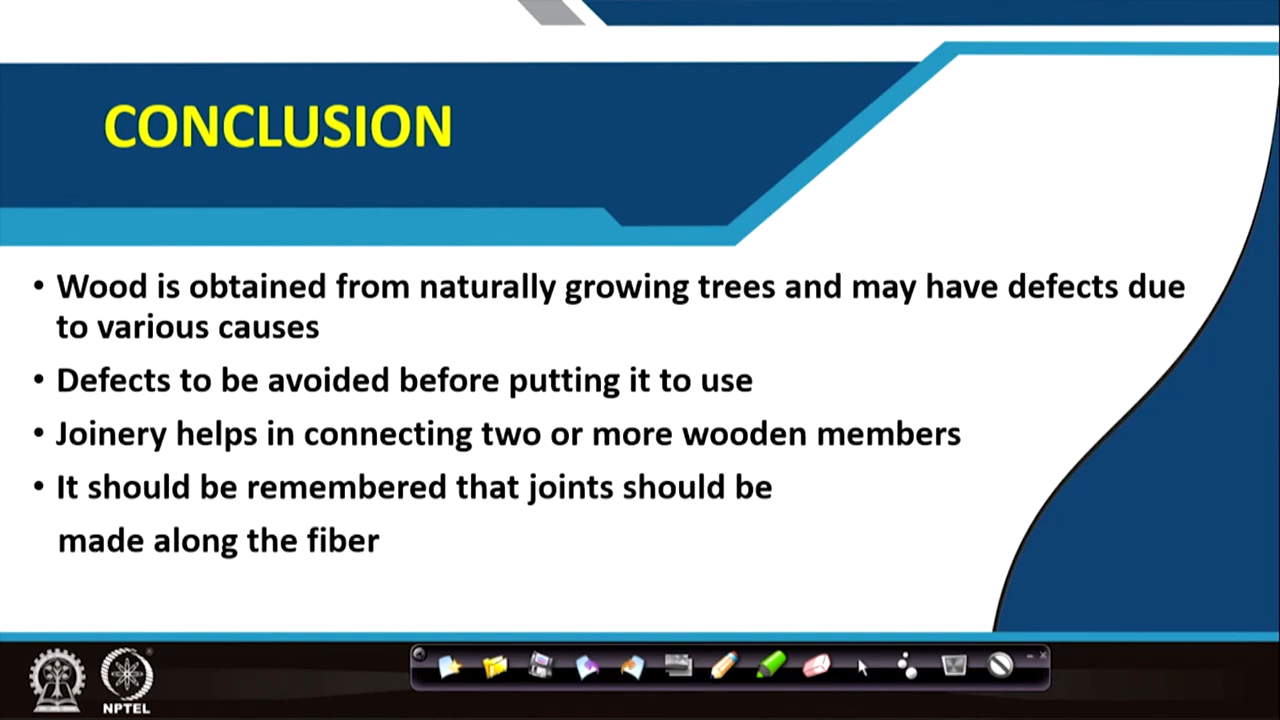 CONCLUSION
• Wood is obtained from naturally growing trees and may have defects due
to various causes
• Defects to be avoided before putting it to use
• Joinery helps in connecting two or more wooden members
• It should be remembered that joints should be
made along the fiber
NPTEL